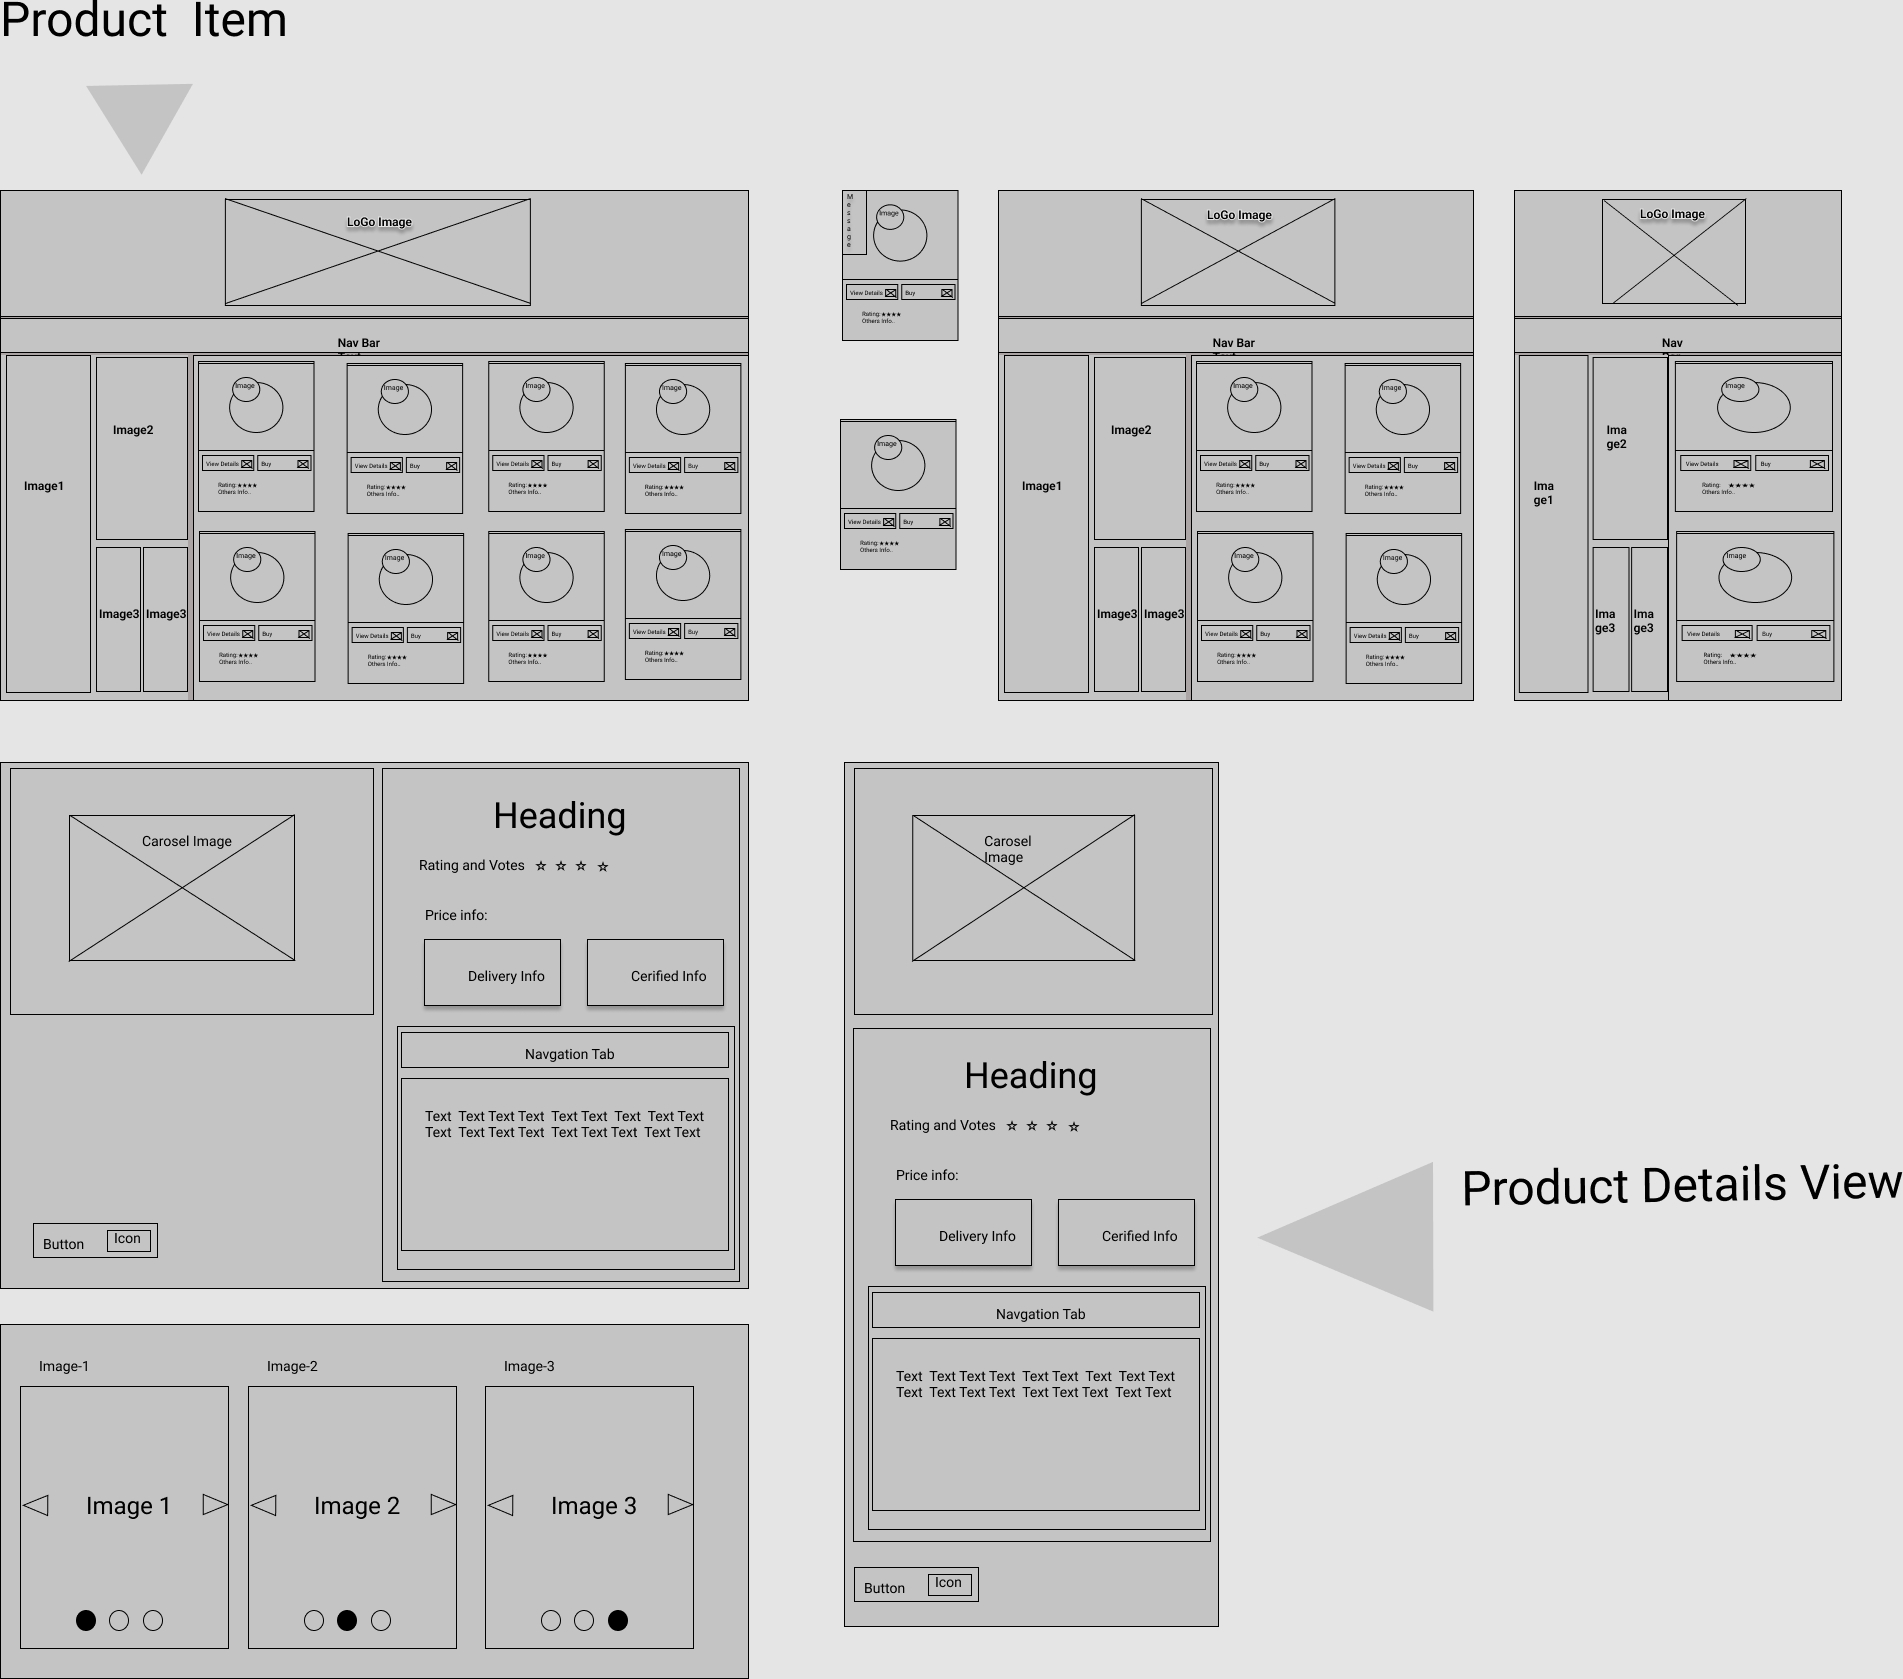 Product  Item
LoGo Image
Nav Bar
Image1
Image2
Image3
Image3
Image
View Details
Buy
Rating:★★★★
Others Info..
Image
View Details
Buy
Rating:★★★★
Others Info..
Image
View Details
Buy
Rating:★★★★
Others Info..
Image
View Details
Buy
Rating:★★★★
Others Info..
Image
View Details
Buy
Rating:★★★★
Others Info..
Image
View Details
Buy
Rating:★★★★
Others Info..
Image
View Details
Buy
Rating:★★★★
Others Info..
Image
View Details
Buy
Rating:★★★★
Others Info..
M
e
s
s
a
g
e
Image
View Details
Buy
Rating:★★★★
Others Info..
Image
View Details
Buy
Rating:★★★★
Others Info..
LoGo Image
Nav Bar
Image1
Image2
Image3
Image3
Image
View Details
Buy
Rating:★★★★
Others Info..
Image
View Details
Buy
Rating:★★★★
Others Info..
Image
View Details
Buy
Rating:★★★★
Others Info..
Image
View Details
Buy
Rating:★★★★
Others Info..
LoGo Image
Nav
Ima
ge1
Ima
ge2
Ima
ge3
Ima
ge3
Image
View Details
Buy
Rating: ★★★★
Others Info..
Image
View Details
Buy
Rating: ★★★★
Others Info..
Carosel Image
Heading
Rating and Votes ☆ ☆ ☆ ☆
Price info:
Delivery Info
Cerified Info
Navgation Tab
Text  Text Text Text  Text Text  Text  Text Text
Text  Text Text Text  Text Text Text  Text Text
Button
Icon
Image-1
Image-2
Image-3
Image 1
Image 2
Image 3
Carosel
Image
Heading
Rating and Votes ☆ ☆ ☆ ☆
Price info:
Delivery Info
Cerified Info
Navgation Tab
Text  Text Text Text  Text Text  Text  Text Text
Text  Text Text Text  Text Text Text  Text Text
Button
Icon
Product Details View